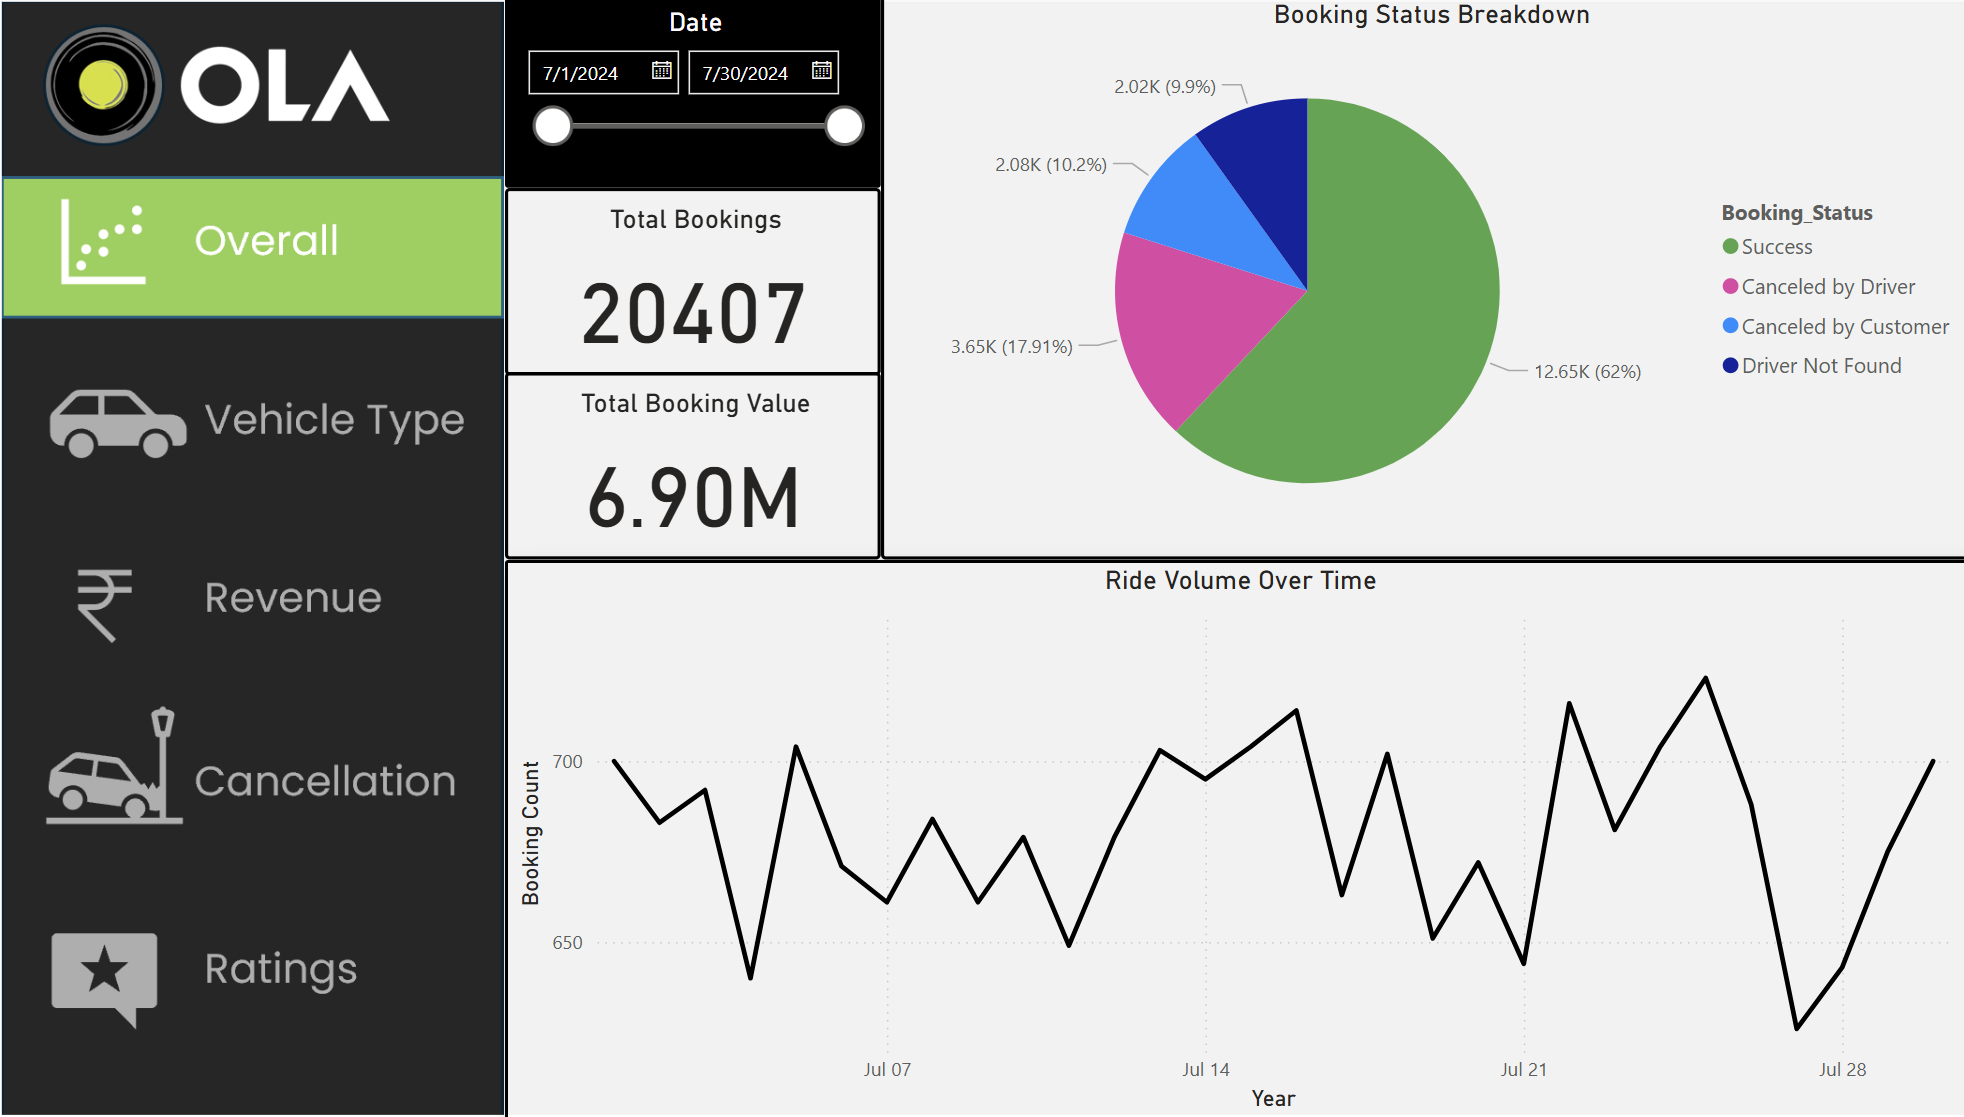 OLA
Overall
Vehicle Type
Revenue
Cancellation
Ratings
Date
7/1/2024
7/30/2024
Total Bookings
20407
Total Booking Value
6.90M
Booking Status Breakdown
2.02K (9.9%)
2.08K (10.2%)
3.65K (17.91%)
12.65K (62%)
Booking_Status
Success
Canceled by Driver
Canceled by Customer
Driver Not Found
Ride Volume Over Time
Booking Count
700
650
Jul 07
Jul 14
Jul 21
Jul 28
Year